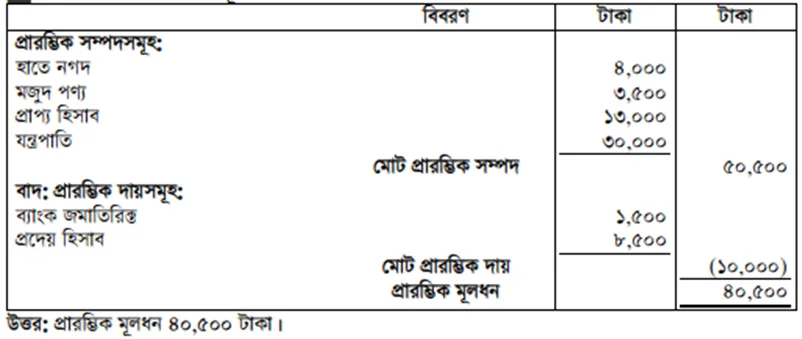 বিবরণ টাকা টাকা
প্রারম্ভিক সম্পদসমূহ:
হাতে নগদ ৪,০০০
মজুদ পণ্য ৩,৫০০
প্রাপ্য হিসাব ১৩,০০০
যন্ত্রপাতি ৩০,০০০
মোট প্রারম্ভিক সম্পদ ৫০,৫০০
বাদ: প্রারম্ভিক দায়সমূহ:
ব্যাংক জমাতিরিক্ত ১,৫০০
প্রদেয় হিসাব ৮,৫০০
মোট প্রারম্ভিক দায় (১০,০০০)
প্রারম্ভিক মূলধন ৪০,৫০০
উত্তর: প্রারম্ভিক মূলধন ৪০,৫০০ টাকা।